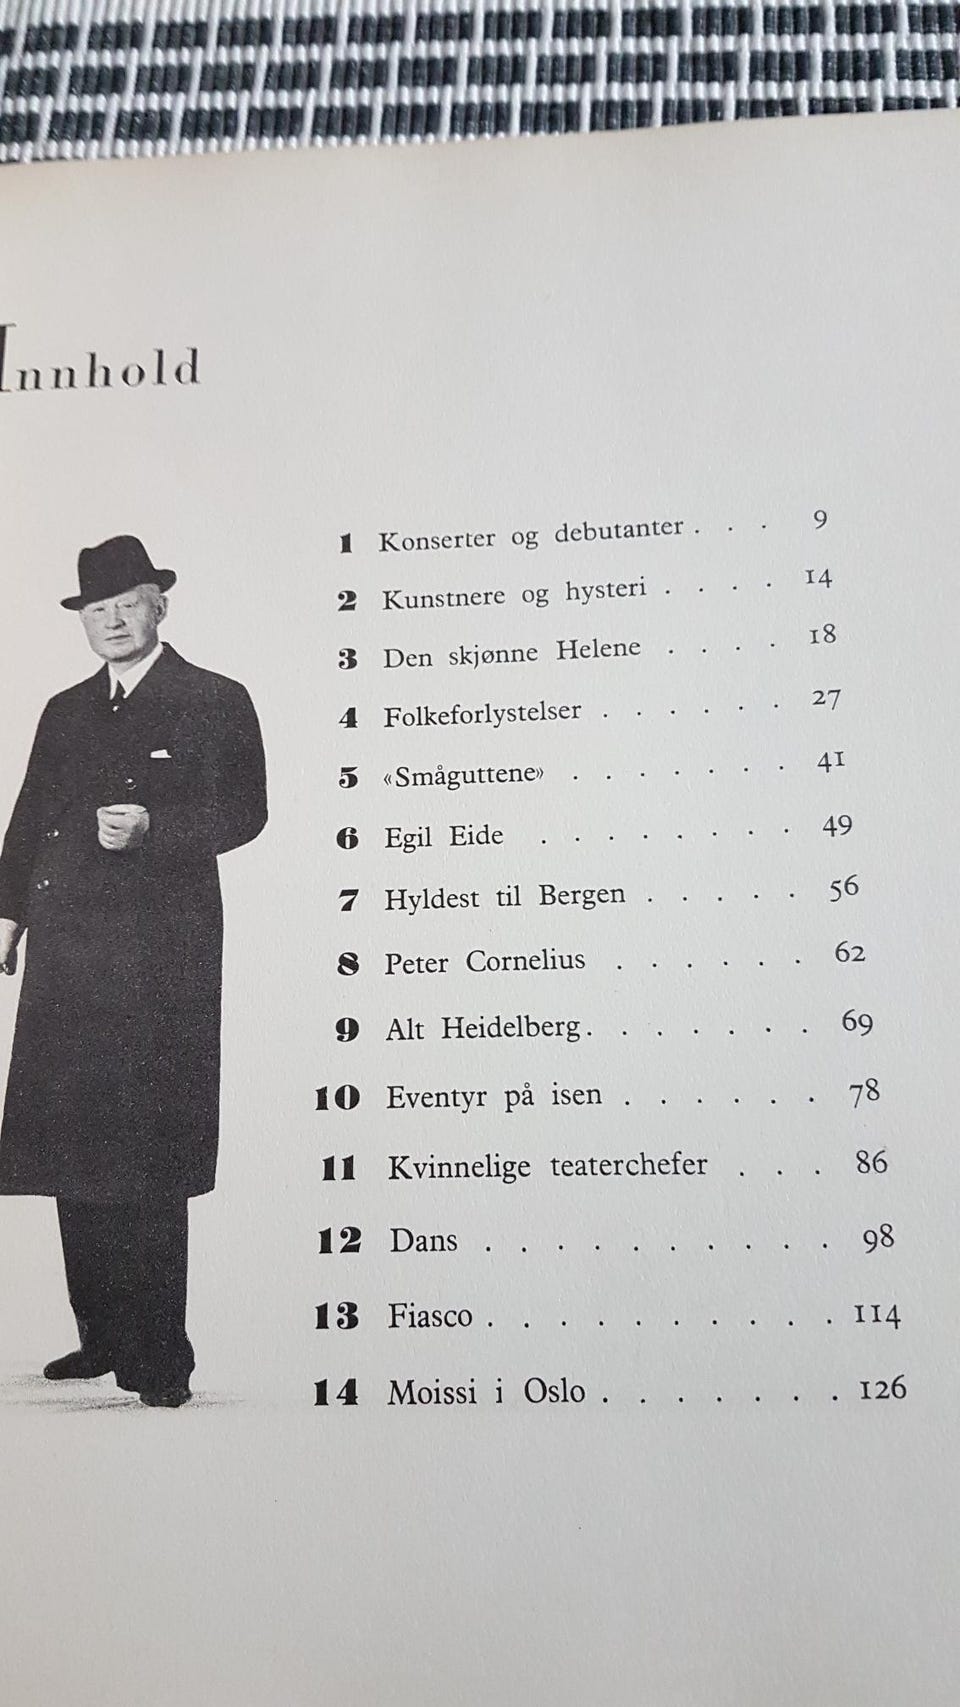 Innhold
1 Konserter og debutanter . . . 9
2 Kunstnere og hysteri . . . . 14
3 Den skjønne Helene . . . . 18
4 Folkeforlystelser . . . . . . 27
5 «Småguttene» . . . . . . . 41
6 Egil Eide . . . . . . . . 49
7 Hyldest til Bergen . . . . . 56
8 Peter Cornelius . . . . . . 62
9 Alt Heidelberg . . . . . . . 69
10 Eventyr på isen . . . . . . 78
11 Kvinnelige teaterchefer . . . 86
12 Dans . . . . . . . . . . 98
13 Fiasco . . . . . . . . . . 114
14 Moissi i Oslo . . . . . . . 126